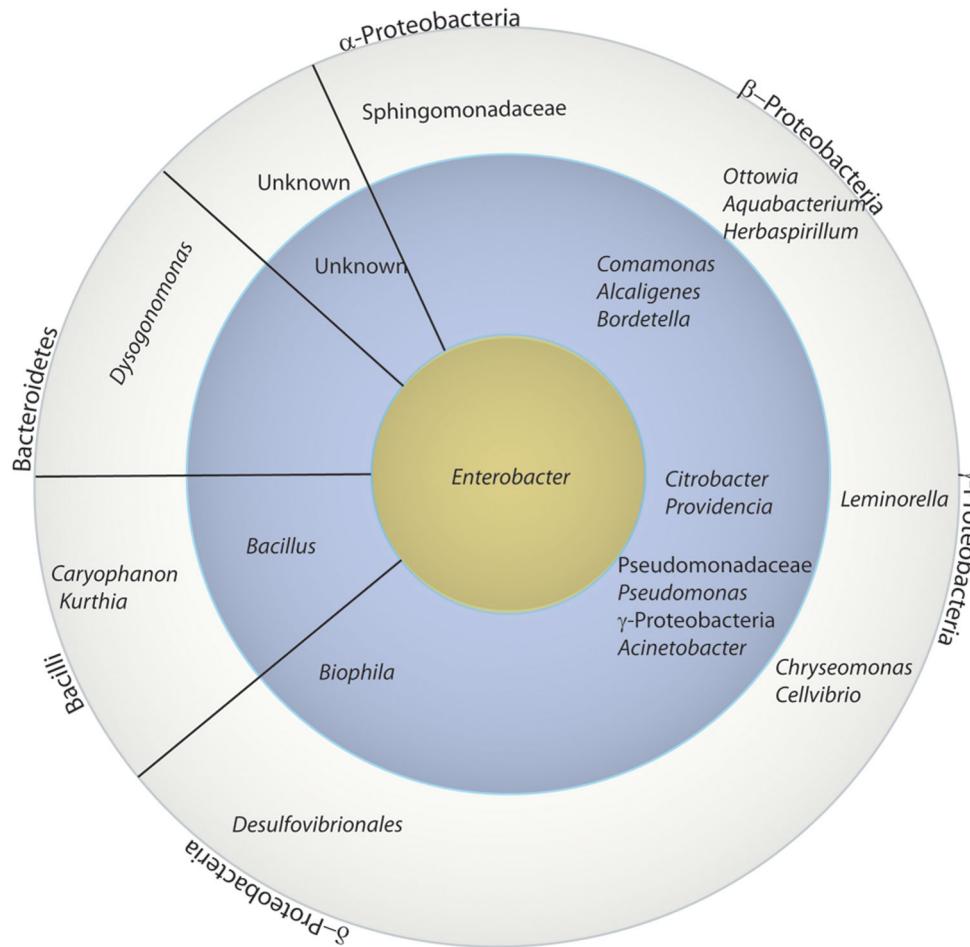 α-Proteobacteria
Sphingomonadaceae
β–Proteobacteria
Unknown
Ottowia
Aquabacterium
Herbaspirillum
Dysogonomonas
Unknown
Comamonas
Alcaligenes
Bordetella
Bacteroidetes
Enterobacter
Citrobacter
Providencia
Leminorella
γ-Proteobacteria
Bacillus
Caryophanon
Kurthia
Pseudomonadaceae
Pseudomonas
γ-Proteobacteria
Acinetobacter
Bacilli
Biophila
Chryseomonas
Cellvibrio
Desulfovibrionales
δ–Proteobacteria